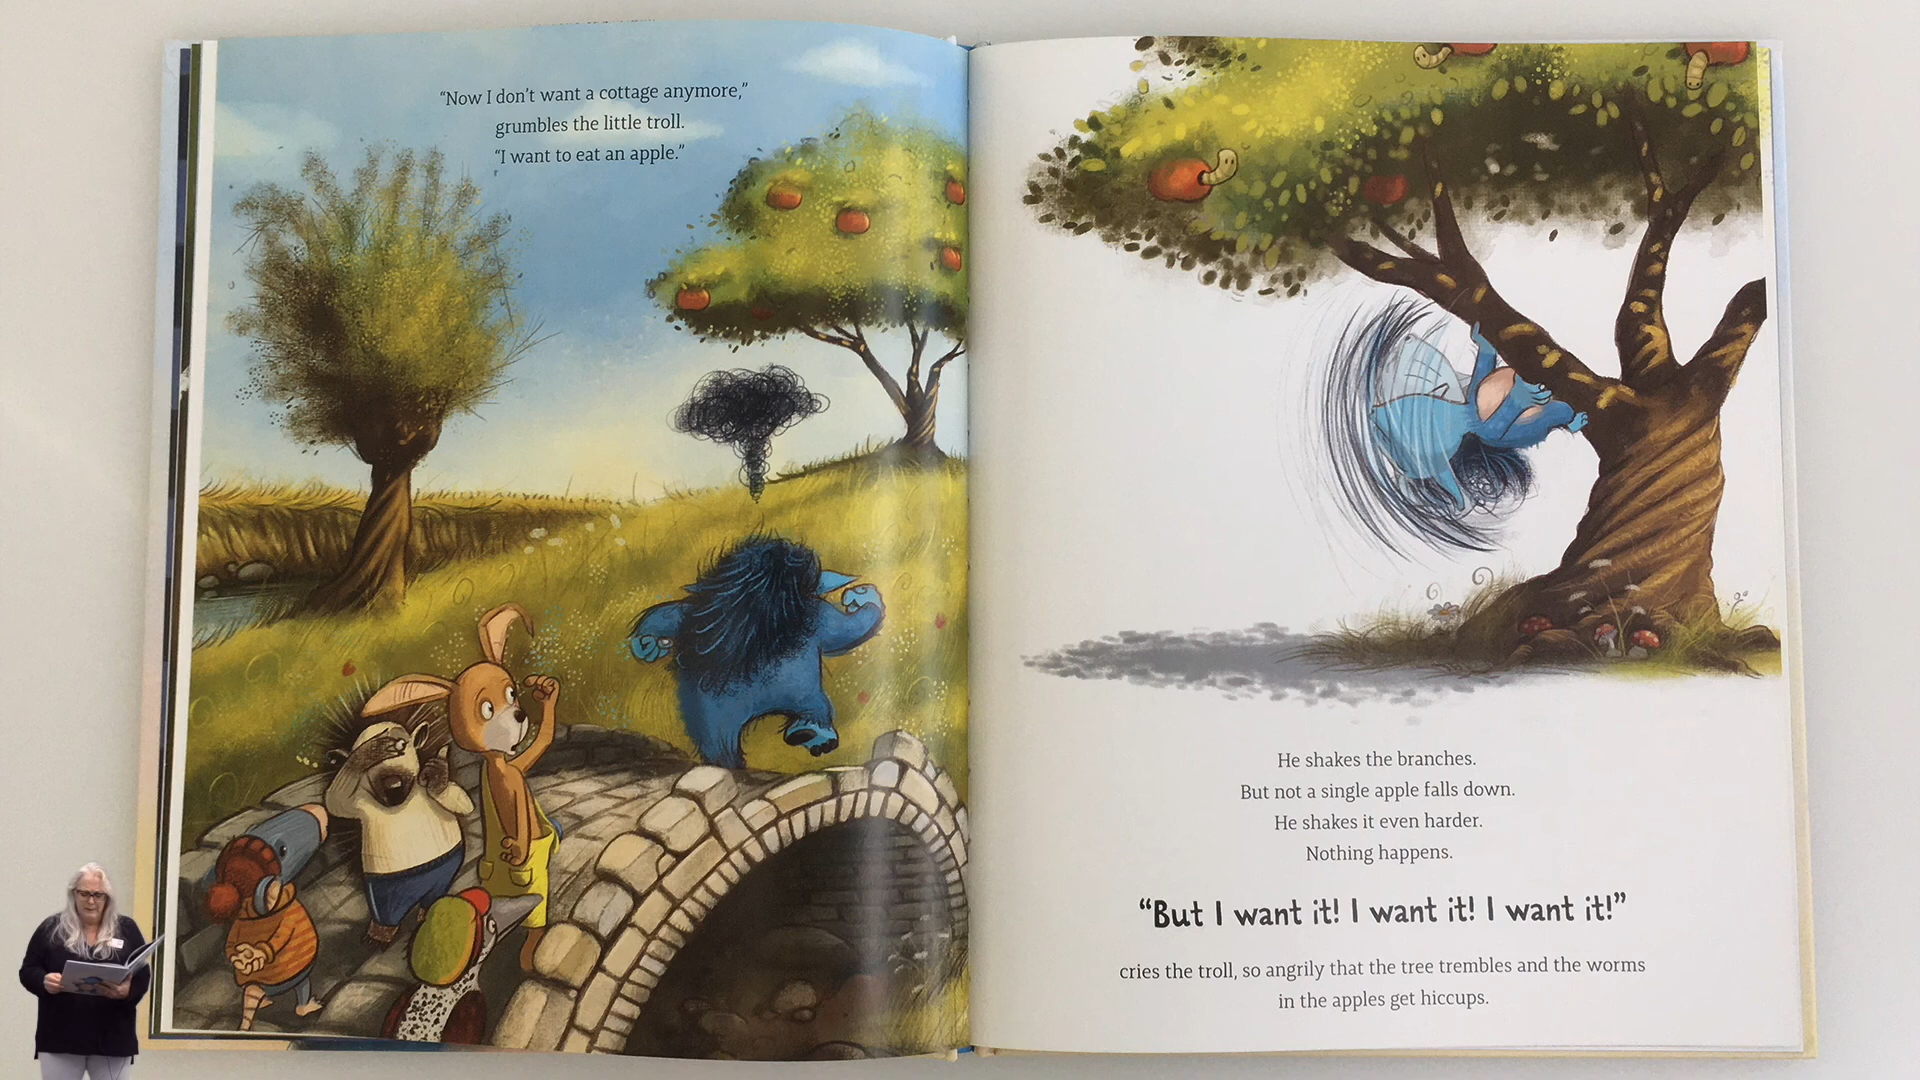 “Now I don’t want a cottage anymore,”
grumbles the little troll.
“I want to eat an apple.”
He shakes the branches.
But not a single apple falls down.
He shakes it even harder.
Nothing happens.
“But I want it! I want it! I want it!”
cries the troll, so angrily that the tree trembles and the worms
in the apples get hiccups.